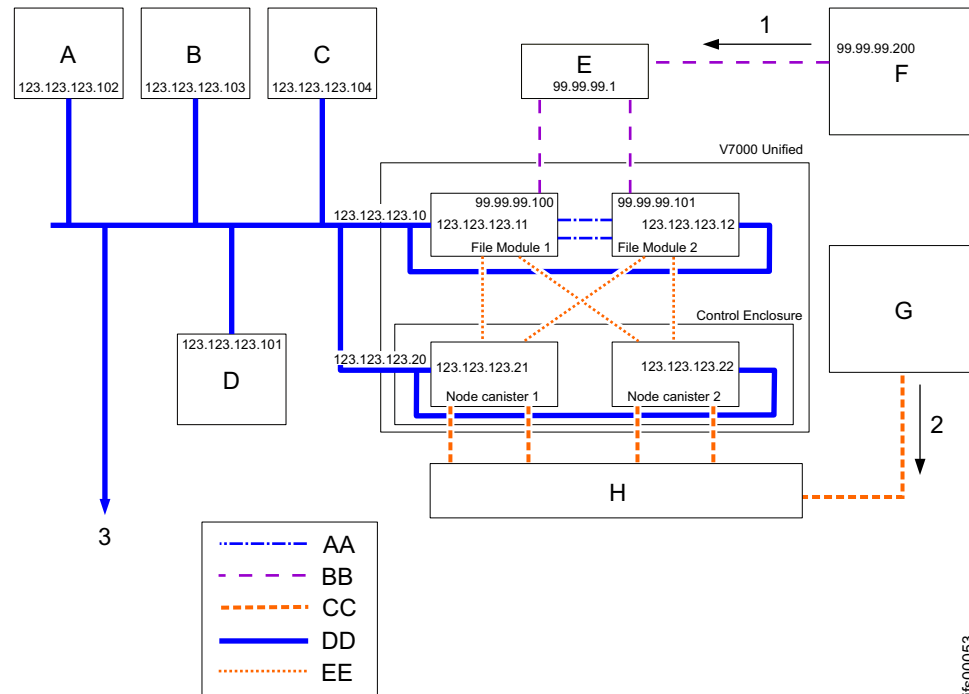 A
123.123.123.102
B
123.123.123.103
C
123.123.123.104
E
99.99.99.1
1
99.99.99.200
F
V7000 Unified
123.123.123.10
99.99.99.100
123.123.123.11
File Module 1
99.99.99.101
123.123.123.12
File Module 2
G
Control Enclosure
123.123.123.101
D
123.123.123.20
123.123.123.21
Node canister 1
123.123.123.22
Node canister 2
2
H
3
AA
BB
CC
DD
EE